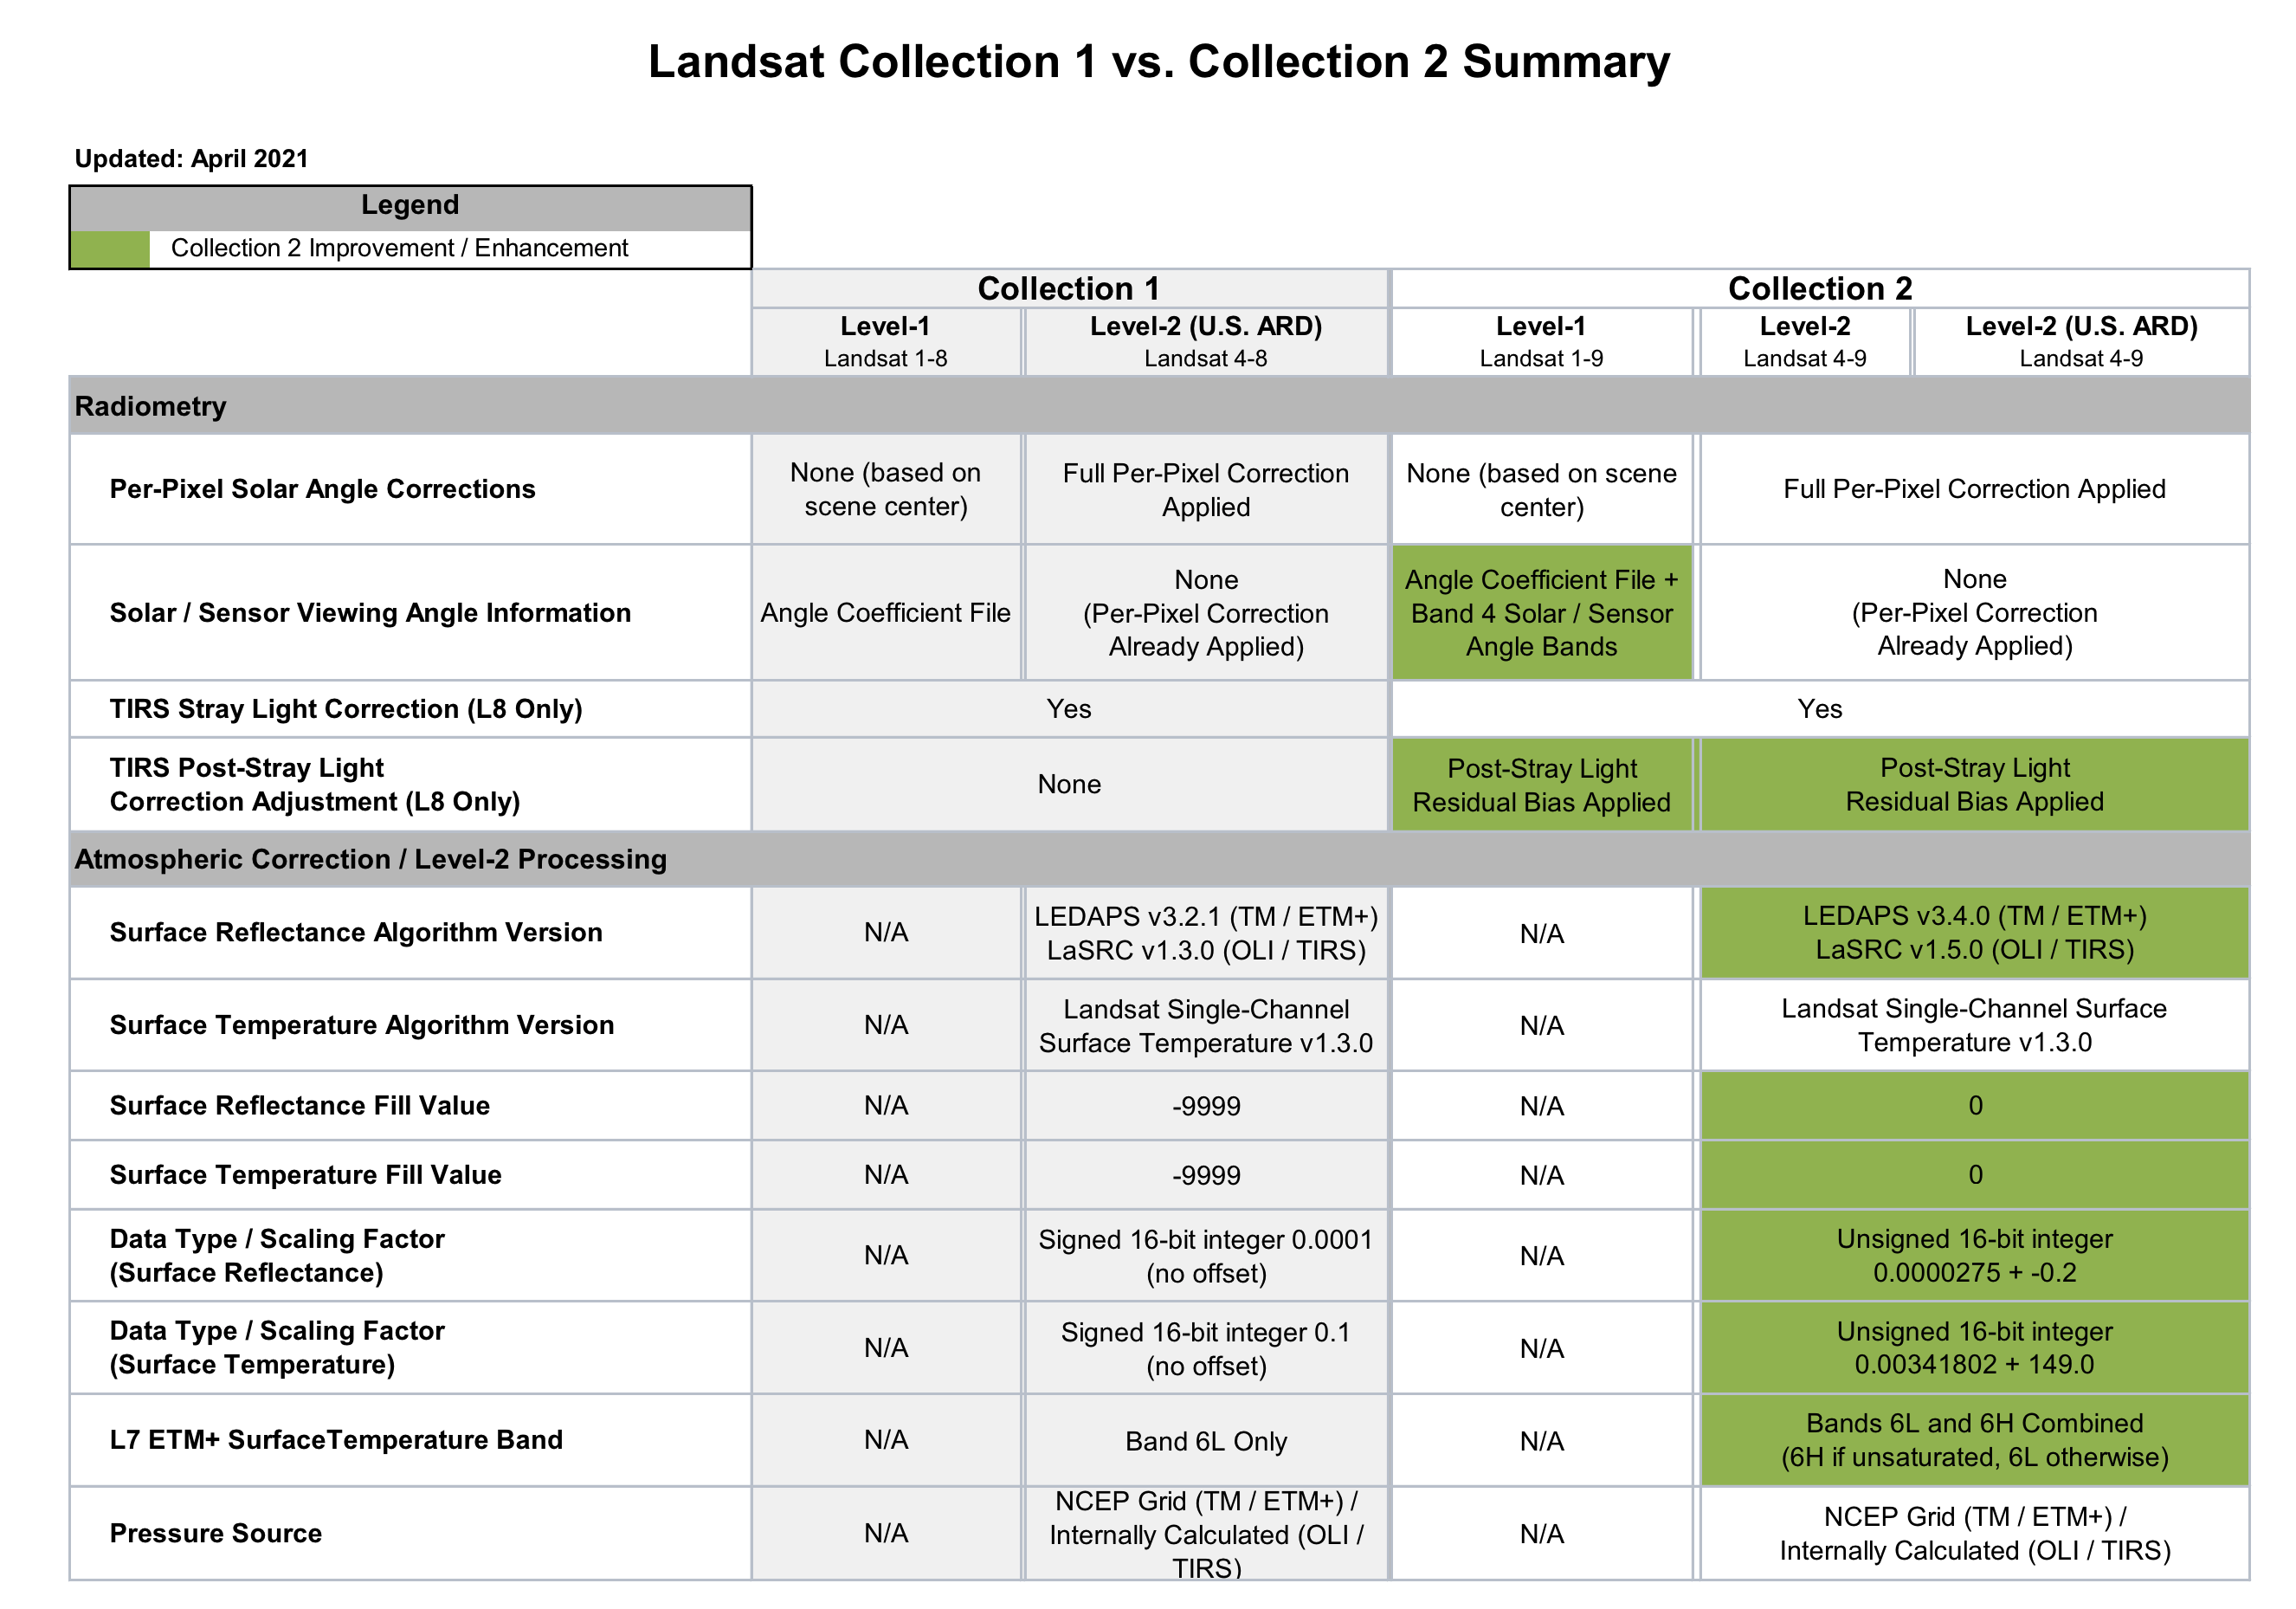 Landsat Collection 1 vs. Collection 2 Summary
Updated: April 2021
Legend
Collection 2 Improvement / Enhancement
Collection 1
Collection 2
Level-1
Landsat 1-8
Level-2 (U.S. ARD)
Landsat 4-8
Level-1
Landsat 1-9
Level-2
Landsat 4-9
Level-2 (U.S. ARD)
Landsat 4-9
Radiometry
Per-Pixel Solar Angle Corrections
None (based on
scene center)
Full Per-Pixel Correction
Applied
None (based on scene
center)
Full Per-Pixel Correction Applied
Solar / Sensor Viewing Angle Information
Angle Coefficient File
None
(Per-Pixel Correction
Already Applied)
Angle Coefficient File +
Band 4 Solar / Sensor
Angle Bands
None
(Per-Pixel Correction
Already Applied)
TIRS Stray Light Correction (L8 Only)
Yes
Yes
TIRS Post-Stray Light
Correction Adjustment (L8 Only)
None
Post-Stray Light
Residual Bias Applied
Post-Stray Light
Residual Bias Applied
Atmospheric Correction / Level-2 Processing
Surface Reflectance Algorithm Version
N/A
LEDAPS v3.2.1 (TM / ETM+)
LaSRC v1.3.0 (OLI / TIRS)
N/A
LEDAPS v3.4.0 (TM / ETM+)
LaSRC v1.5.0 (OLI / TIRS)
Surface Temperature Algorithm Version
N/A
Landsat Single-Channel
Surface Temperature v1.3.0
N/A
Landsat Single-Channel Surface
Temperature v1.3.0
Surface Reflectance Fill Value
N/A
-9999
N/A
0
Surface Temperature Fill Value
N/A
-9999
N/A
0
Data Type / Scaling Factor
(Surface Reflectance)
N/A
Signed 16-bit integer 0.0001
(no offset)
N/A
Unsigned 16-bit integer
0.0000275 + -0.2
Data Type / Scaling Factor
(Surface Temperature)
N/A
Signed 16-bit integer 0.1
(no offset)
N/A
Unsigned 16-bit integer
0.00341802 + 149.0
L7 ETM+ SurfaceTemperature Band
N/A
Band 6L Only
N/A
Bands 6L and 6H Combined
(6H if unsaturated, 6L otherwise)
Pressure Source
N/A
NCEP Grid (TM / ETM+) /
Internally Calculated (OLI /
TIRS)
N/A
NCEP Grid (TM / ETM+) /
Internally Calculated (OLI / TIRS)